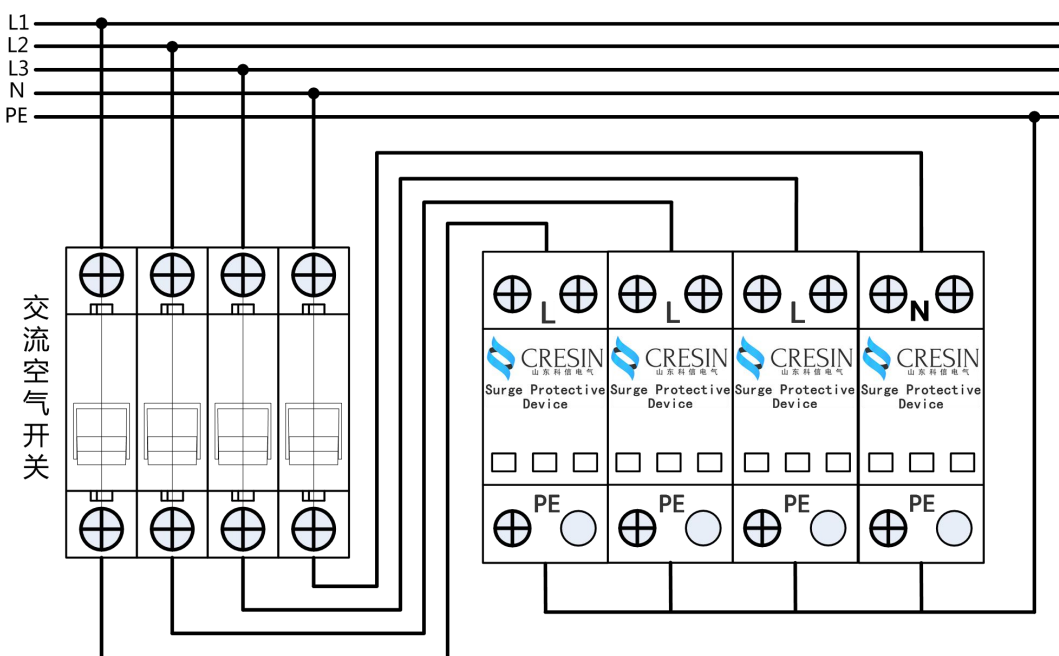 L1
L2
L3
N
PE
交流空气开关
L
L
L
N
CRESIN
山东科信电气
Surge Protective
Device
CRESIN
山东科信电气
Surge Protective
Device
CRESIN
山东科信电气
Surge Protective
Device
CRESIN
山东科信电气
Surge Protective
Device
PE
PE
PE
PE